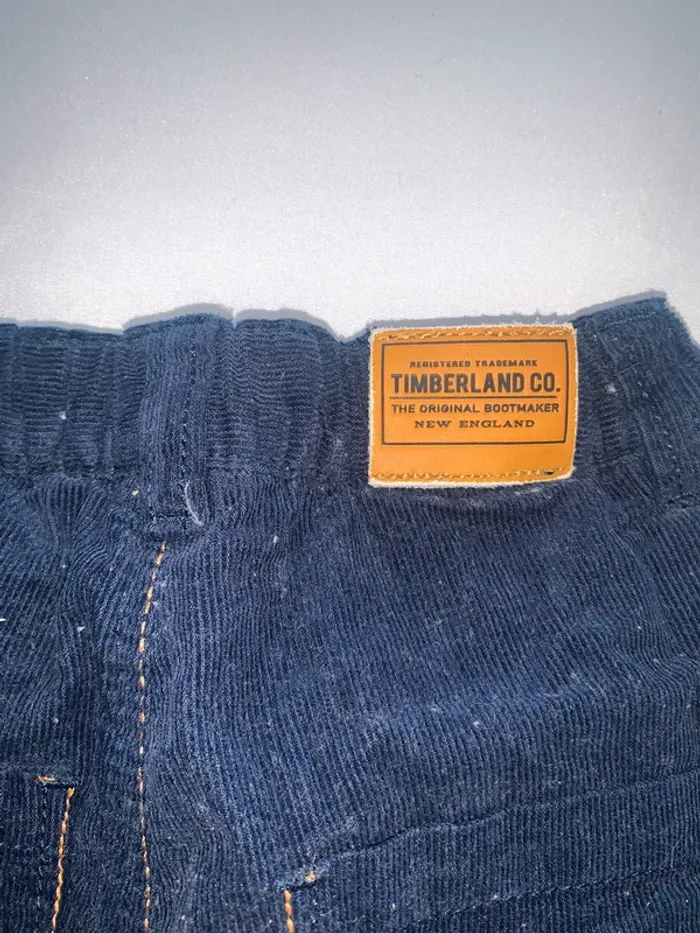 REGISTERED TRADEMARK
TIMBERLAND CO.
THE ORIGINAL BOOTMAKER
NEW ENGLAND